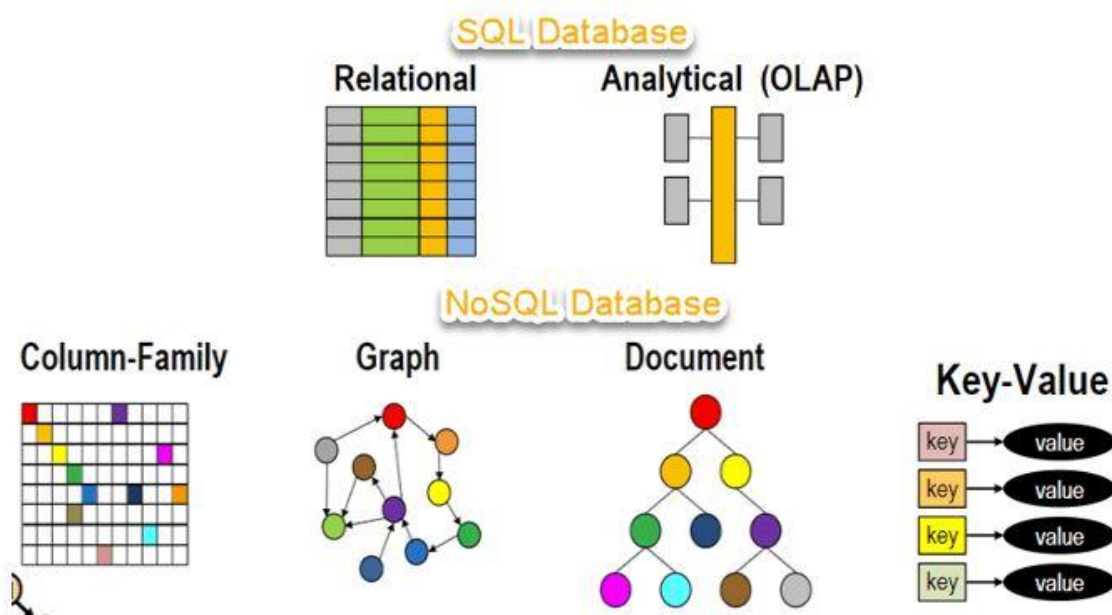 SQL Database
Relational
Analytical (OLAP)
NoSQL Database
Column-Family
Graph
Document
Key-Value
key value
key value
key value
key value